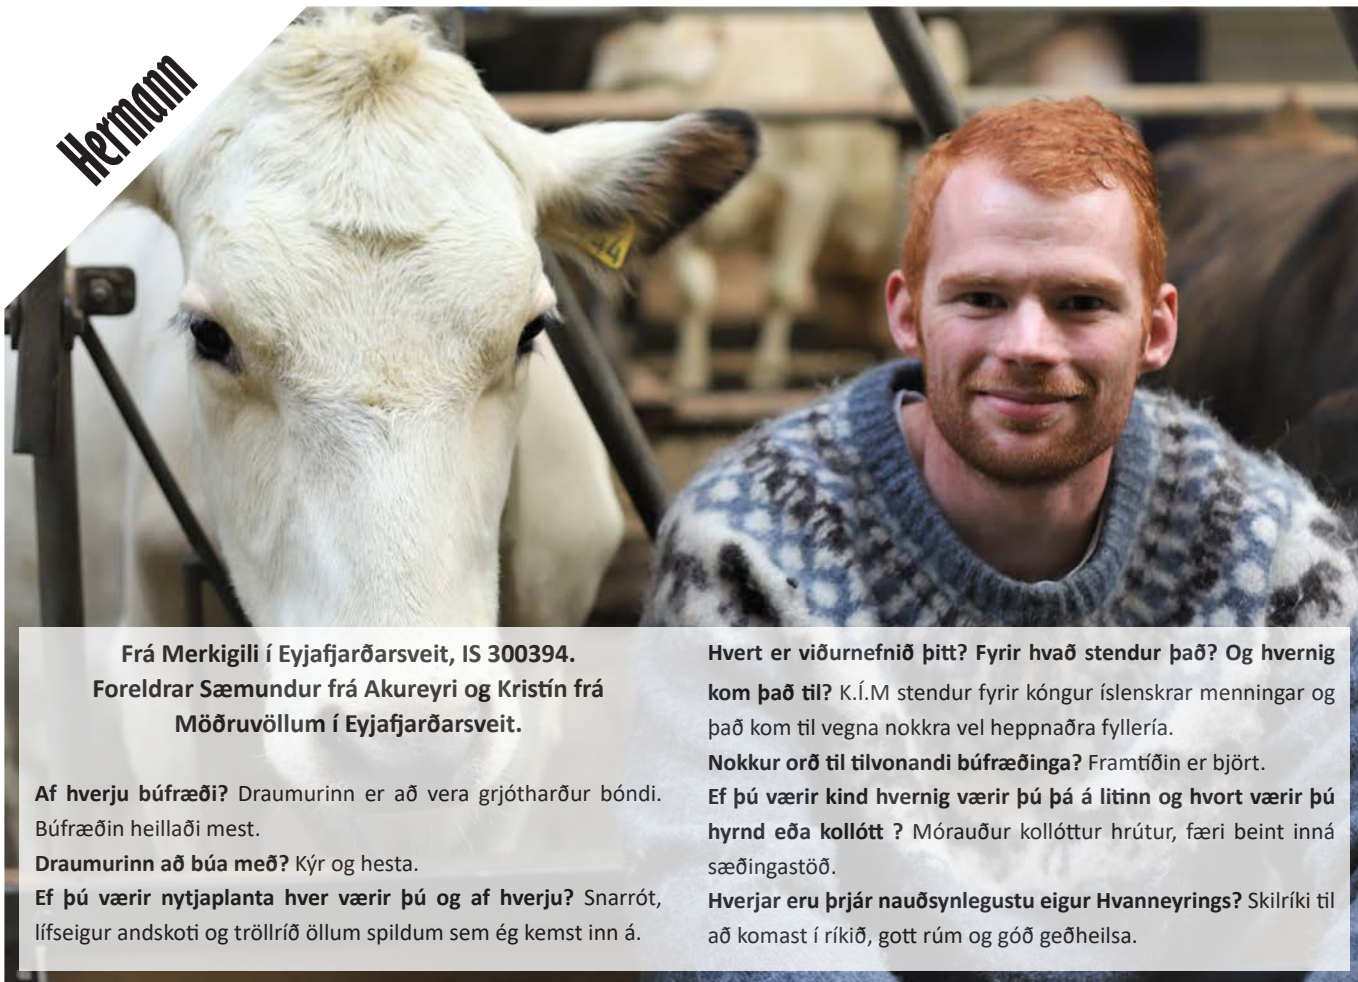 Hermann
Frá Merkigili í Eyjafjarðarsveit, IS 300394.
Foreldrar Sæmundur frá Akureyri og Kristín frá
Möðruvöllum í Eyjafjarðarsveit.
Af hverju búfræði? Draumurinn er að vera grjótharður bóndi.
Búfræðin heillaði mest.
Draumurinn að búa með? Kýr og hesta.
Ef þú værir nytjaplanta hver værir þú og af hverju? Snarrót,
lífseigur andskoti og tröllríð öllum spildum sem ég kemst inn á.
Hvert er viðurnefnið þitt? Fyrir hvað stendur það? Og hvernig
kom það til? K.Í.M stendur fyrir kóngur íslenskrar menningar og
það kom til vegna nokkra vel heppnaðra fyllería.
Nokkur orð til tilvonandi búfræðinga? Framtíðin er björt.
Ef þú værir kind hvernig værir þú þá á litinn og hvort værir þú
hyrnd eða kollótt ? Mórauður kollóttur hrútur, færi beint inná
sæðingastöð.
Hverjar eru þrjár nauðsynlegustu eigur Hvanneyrings? Skilríki til
að komast í ríkið, gott rúm og góð geðheilsa.